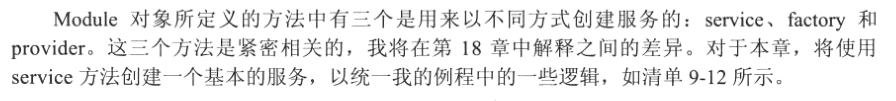 Module 对象所定义的方法中有三个是用来以不同方式创建服务的：service、factory 和
provider。这三个方法是紧密相关的，我将在第 18 章中解释之间的差异。对于本章，将使用
service 方法创建一个基本的服务，以统一我的例程中的一些逻辑，如清单 9-12 所示。